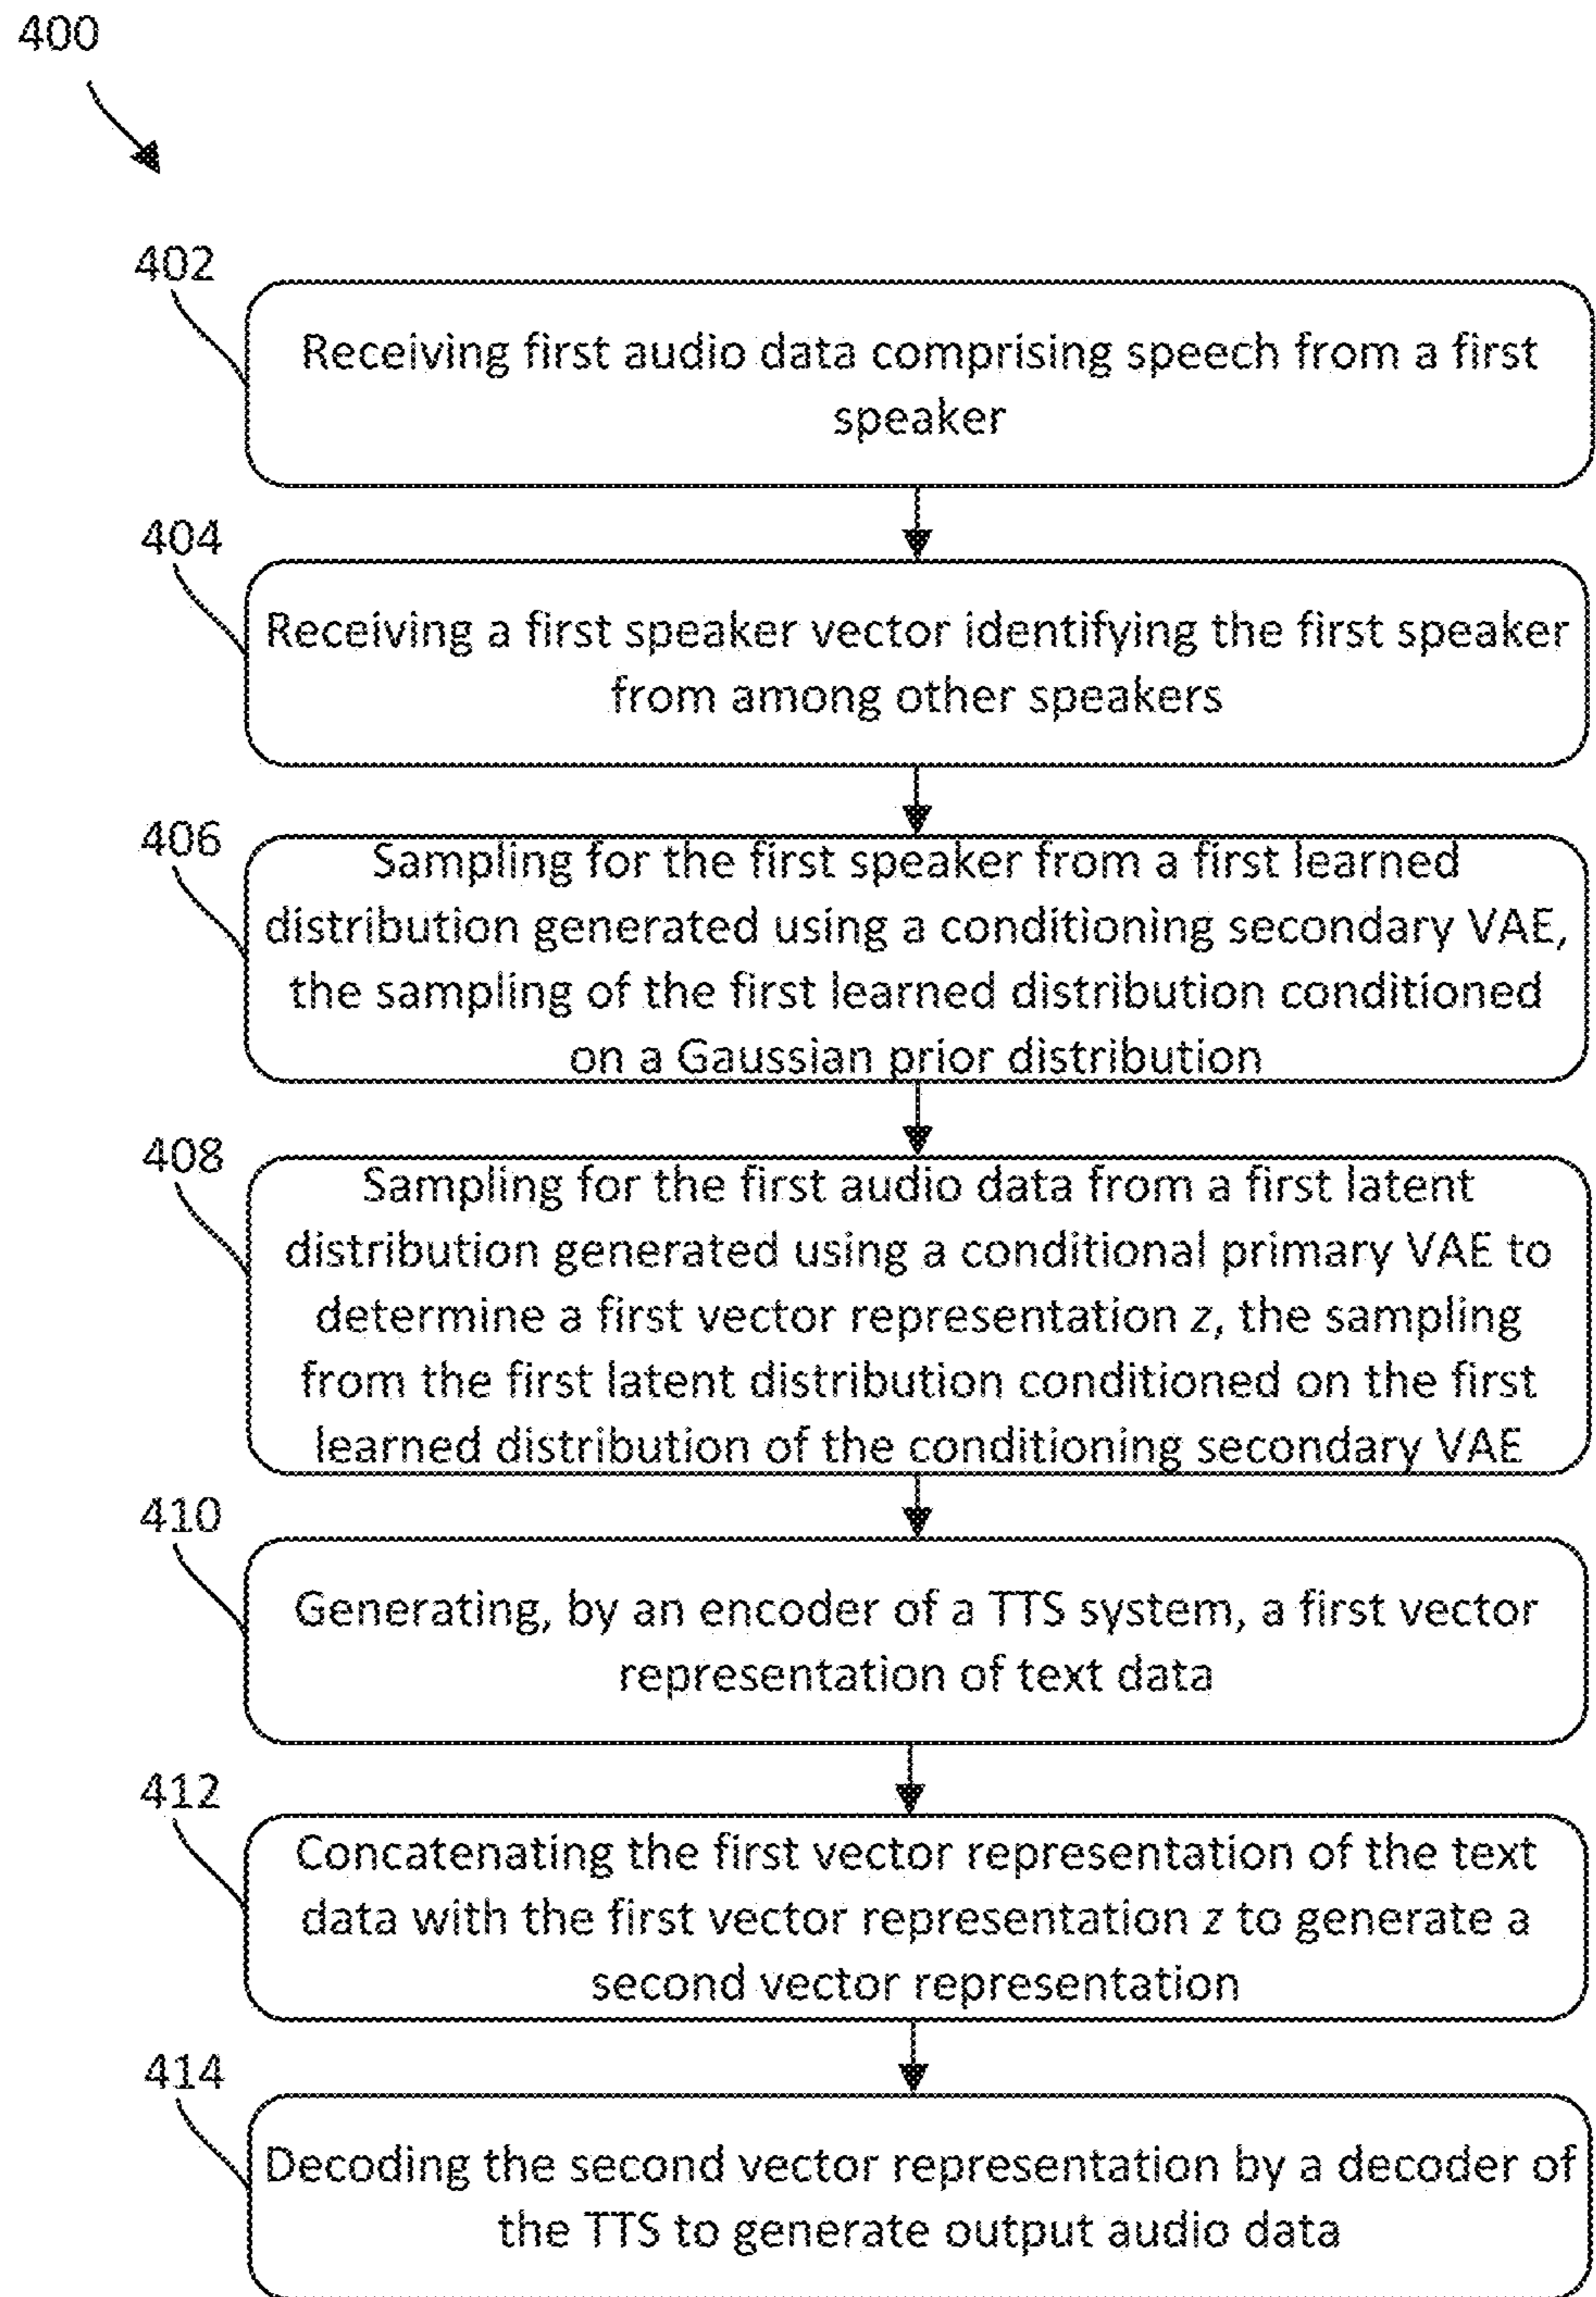 400
402
Receiving first audio data comprising speech from a first
speaker
404
Receiving a first speaker vector identifying the first speaker
from among other speakers
406
Sampling for the first speaker from a first learned
distribution generated using a conditioning secondary VAE,
the sampling of the first learned distribution conditioned
on a Gaussian prior distribution
408
Sampling for the first audio data from a first latent
distribution generated using a conditional primary VAE to
determine a first vector representation z, the sampling
from the first latent distribution conditioned on the first
learned distribution of the conditioning secondary VAE
410
Generating, by an encoder of a TTS system, a first vector
representation of text data
412
Concatenating the first vector representation of the text
data with the first vector representation z to generate a
second vector representation
414
Decoding the second vector representation by a decoder of
the TTS to generate output audio data